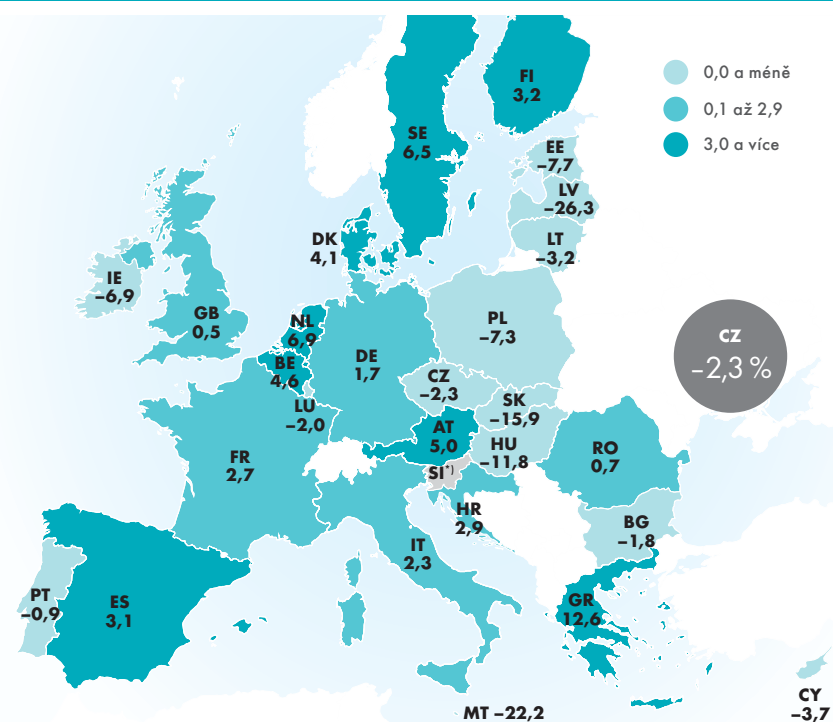 0,0 a méně
0,1 až 2,9
3,0 a více
FI
3,2
SE
6,5
EE
–7,7
LV
–26,3
LT
–3,2
DK
4,1
IE
–6,9
GB
0,5
NL
6,9
BE
4,6
LU
–2,0
DE
1,7
PL
–7,3
CZ
–2,3 %
CZ
–2,3
SK
–15,9
AT
5,0
HU
–11,8
SI*)
FR
2,7
RO
0,7
HR
2,9
BG
–1,8
IT
2,3
PT
–0,9
ES
3,1
GR
12,6
MT –22,2
CY
–3,7